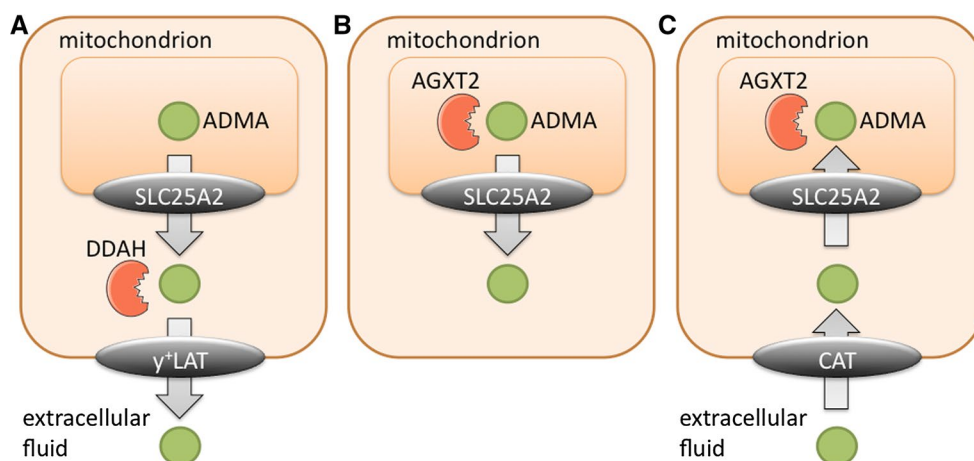 A
mitochondrion
ADMA
SLC25A2
DDAH
y⁺LAT
extracellular
fluid
B
mitochondrion
AGXT2
ADMA
SLC25A2
C
mitochondrion
AGXT2
ADMA
SLC25A2
CAT
extracellular
fluid